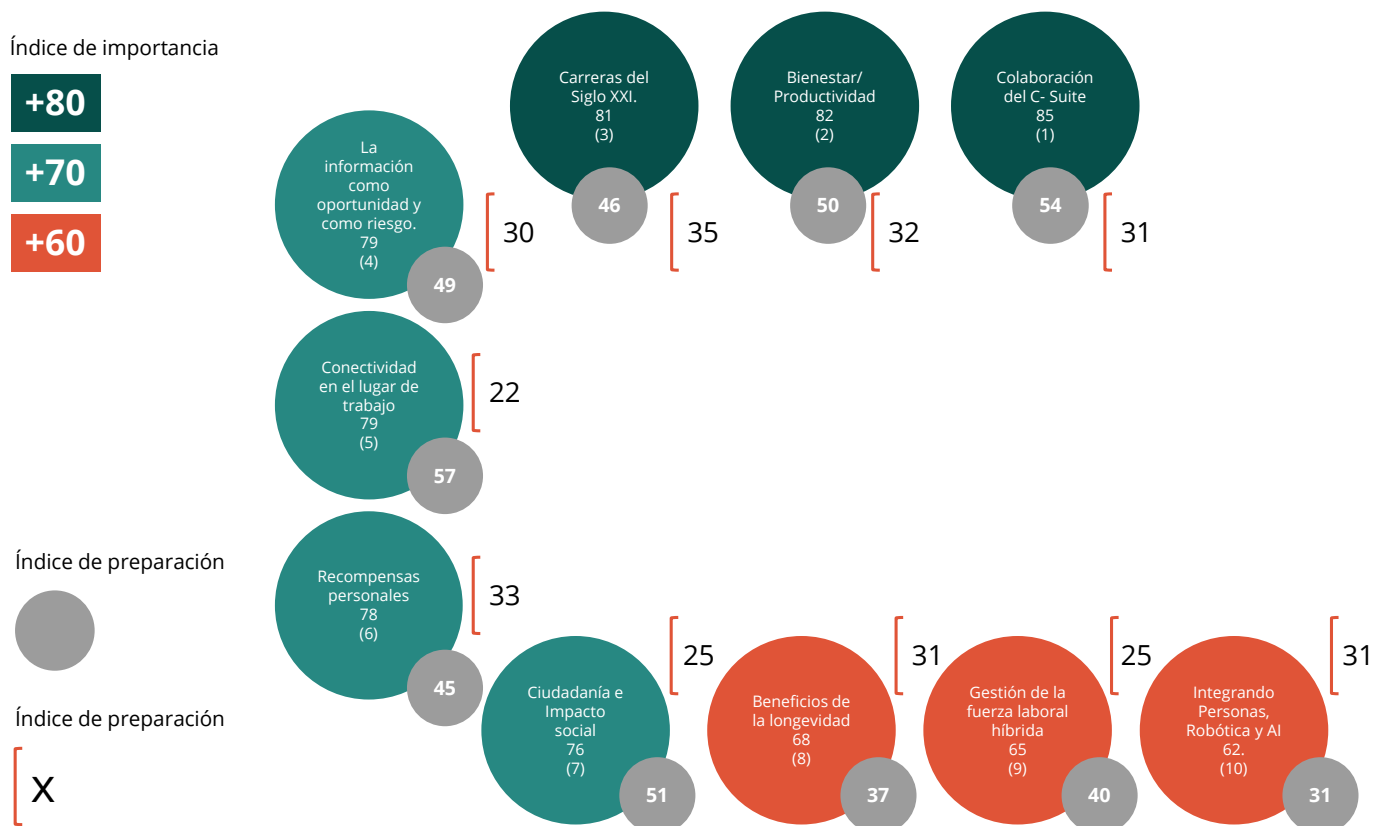 Índice de importancia
+80
+70
+60
Carreras del
Siglo XXI.
81
(3)
46
35
Bienestar/
Productividad
82
(2)
50
32
Colaboración
del C- Suite
85
(1)
54
31
La
información
como
oportunidad y
como riesgo.
79
(4)
49
30
Conectividad
en el lugar de
trabajo
79
(5)
57
22
Recompensas
personales
78
(6)
45
33
Ciudadanía e
Impacto
social
76
(7)
51
25
Beneficios de
la longevidad
68
(8)
37
31
Gestión de la
fuerza laboral
híbrida
65
(9)
40
25
Integrando
Personas,
Robótica y AI
62.
(10)
31
31
Índice de preparación
Índice de preparación
X